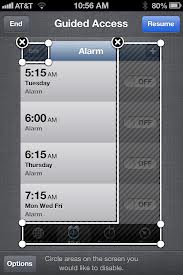 AT&T 10:56 AM 80%
End Guided Access Resume
Edit Alarm +
5:15 AM
Tuesday
Alarm OFF
6:00 AM
Alarm OFF
6:15 AM
Thursday
Alarm OFF
7:15 AM
Mon Wed Fri
Alarm OFF
Options
Circle areas on the screen you
would like to disable.